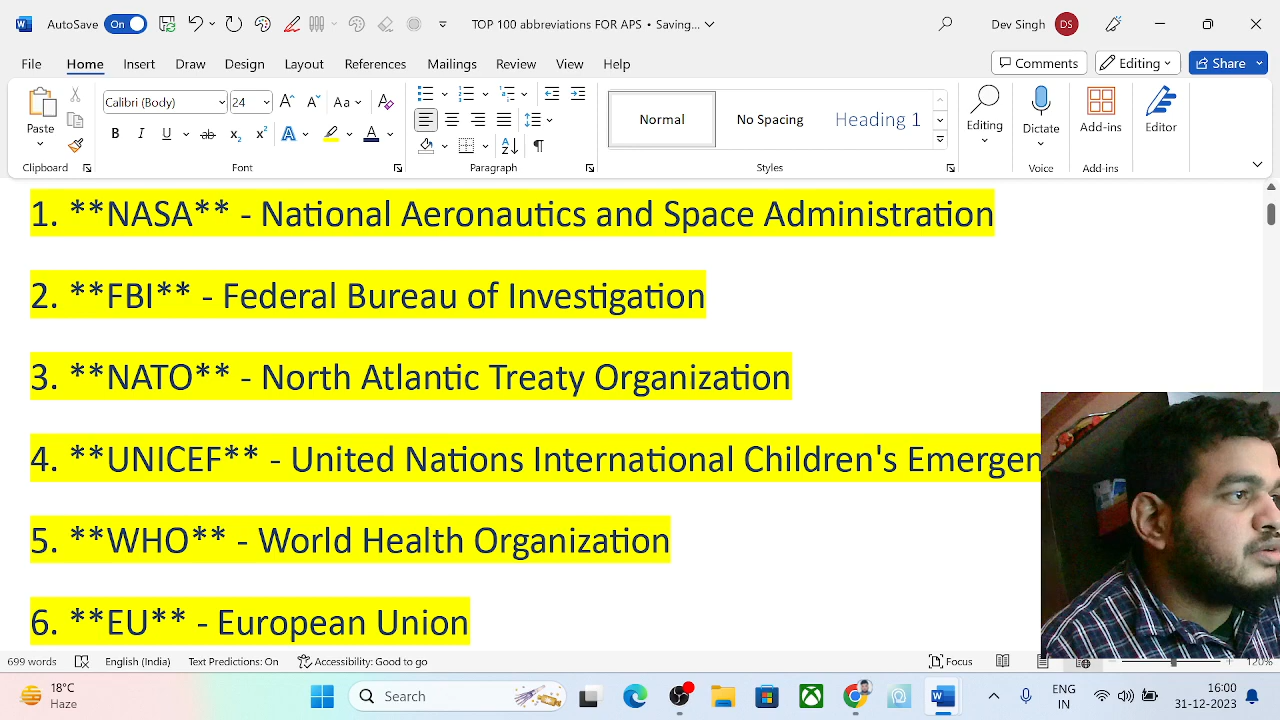 AutoSave On TOP 100 abbreviations FOR APS • Saving... Dev Singh DS
File Home Insert Draw Design Layout References Mailings Review View Help Comments Editing Share
Paste Calibri (Body) 24 Aa Normal No Spacing Heading 1 Editing Dictate Add-ins Editor
B I U ab x₂ x² A A
Clipboard Font Paragraph Styles Voice Add-ins
1. **NASA** - National Aeronautics and Space Administration
2. **FBI** - Federal Bureau of Investigation
3. **NATO** - North Atlantic Treaty Organization
4. **UNICEF** - United Nations International Children's Emergen
5. **WHO** - World Health Organization
6. **EU** - European Union
699 words English (India) Text Predictions: On Accessibility: Good to go Focus 120%
18°C Haze Search ENG IN 16:00 31-12-2023